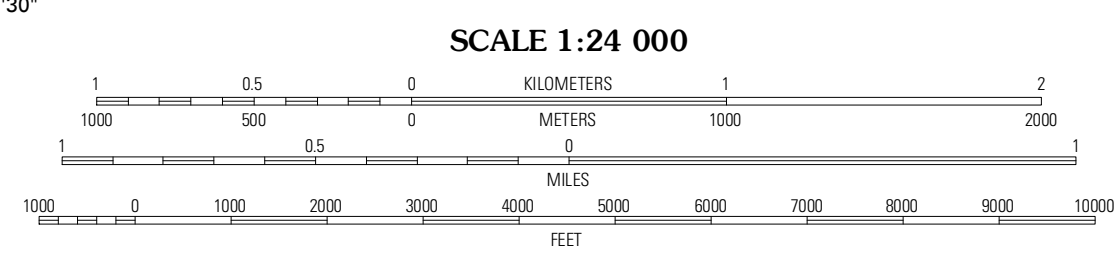 '30"
SCALE 1:24 000
1 0.5 0 KILOMETERS 1 2
1000 500 0 METERS 1000 2000
1 0.5 0 1
MILES
1000 0 1000 2000 3000 4000 5000 6000 7000 8000 9000 10000
FEET